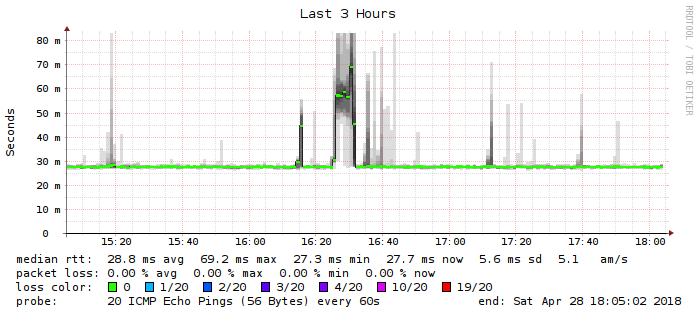 Last 3 Hours
RRDTOOL / TOBI OETIKER
Seconds
80 m
70 m
60 m
50 m
40 m
30 m
20 m
10 m
0
15:20 15:40 16:00 16:20 16:40 17:00 17:20 17:40 18:00
median rtt: 28.8 ms avg 69.2 ms max 27.3 ms min 27.7 ms now 5.6 ms sd 5.1 am/s
packet loss: 0.00 % avg 0.00 % max 0.00 % min 0.00 % now
loss color: 0 1/20 2/20 3/20 4/20 10/20 19/20
probe: 20 ICMP Echo Pings (56 Bytes) every 60s end: Sat Apr 28 18:05:02 2018